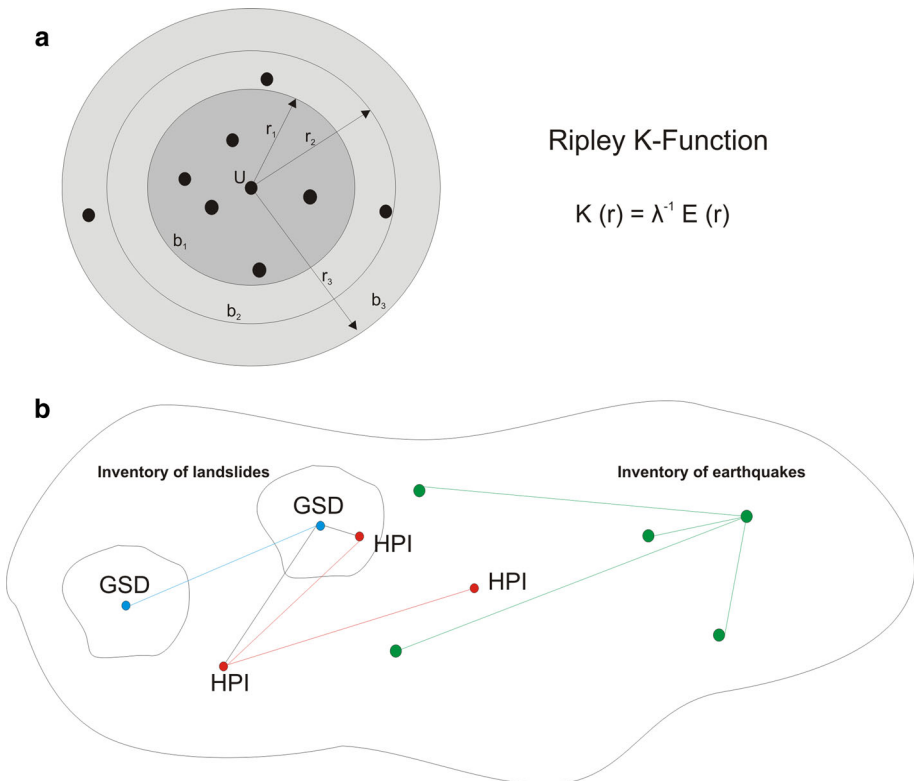 a
r₁
r₂
U
b₁
r₃
b₂
b₃
Ripley K-Function
K (r) = λ⁻¹ E (r)
b
Inventory of landslides
Inventory of earthquakes
GSD
HPI
GSD
HPI
HPI